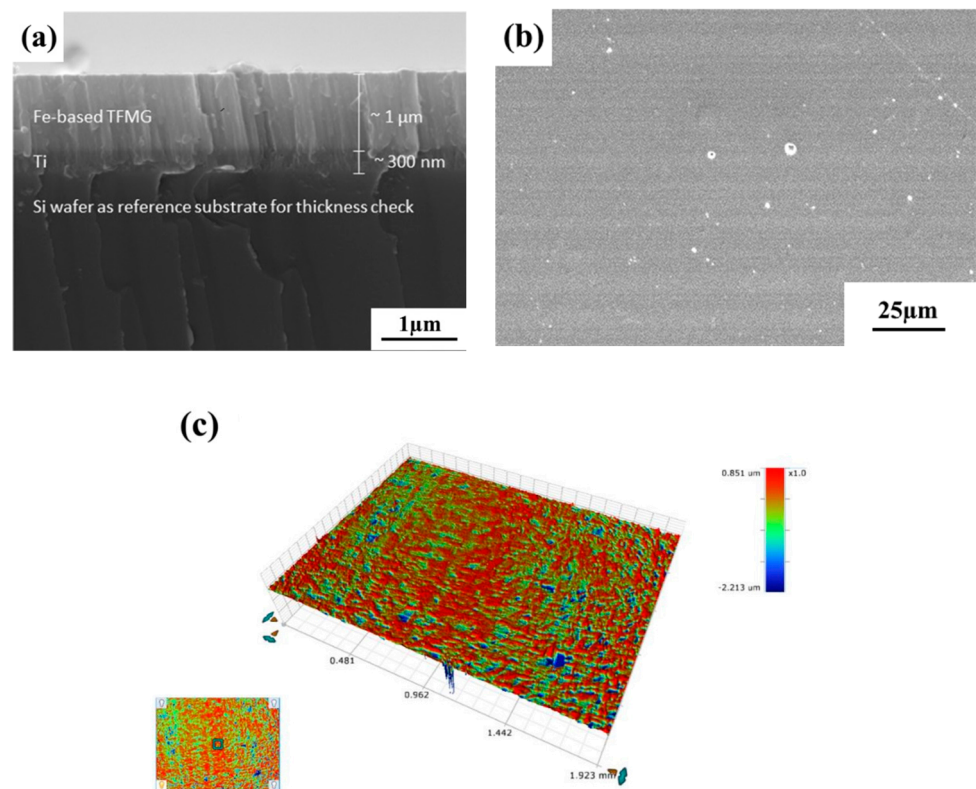 (a)
Fe-based TFMG
~ 1 μm
Ti
~ 300 nm
Si wafer as reference substrate for thickness check
1μm
(b)
25μm
(c)
0.851 um
x1.0
-2.213 um
0.481
0.962
1.442
1.923 mm